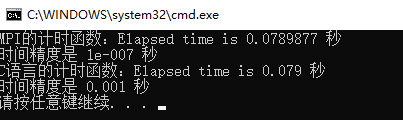 C:\WINDOWS\system32\cmd.exe
MPI的计时函数：Elapsed time is 0.0789877 秒
时间精度是 1e-007 秒
C语言的计时函数：Elapsed time is 0.079 秒
时间精度是 0.001 秒
请按任意键继续. . .